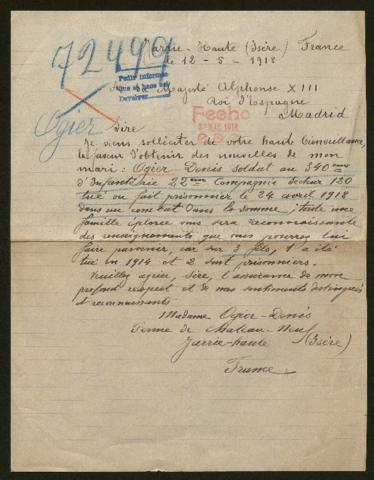 72499
Jarrie-Haute (Isère) France
le 12-5-1918
Majesté Alphonse XIII
Roi d'Espagne
Madrid
Fecho
1918
Ogier
Sire
Je viens solliciter de votre haute bienveillance
la faveur d'obtenir des nouvelles de mon
mari: Ogier Denis soldat au 340ème
d'Infanterie 22ème Compagnie secteur 130
tué ou fait prisonnier le 24 avril 1918
dans un combat dans la somme; toute une
famille éplorée vous sera reconnaissante
des renseignements que vous pourrez lui
faire parvenir, car sur 3 fils, 1 a été
tué en 1914 et 2 sont prisonniers.
Veuillez agréer, Sire, l'assurance de mon
profond respect et de mes sentiments distingués
et reconnaissants
Madame Ogier-Denis
Ferme de
Jarrie-haute (Isère)
France